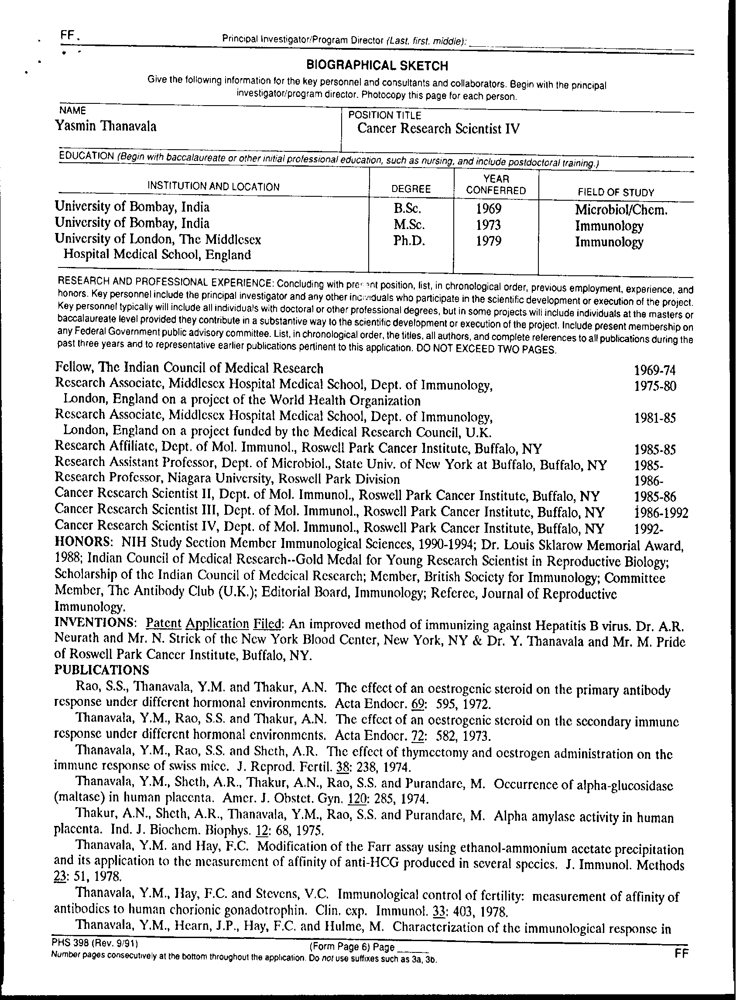 FF.
Principal Investigator/Program Director (Last, first, middle):
BIOGRAPHICAL SKETCH
Give the following information for the key personnel and consultants and collaborators. Begin with the principal
investigator/program director. Photocopy this page for each person.
NAME
Yasmin Thanavala
POSITION TITLE
Cancer Research Scientist IV
EDUCATION (Begin with baccalaureate or other initial professional education, such as nursing, and include postdoctoral training.)
INSTITUTION AND LOCATION DEGREE YEAR CONFERRED FIELD OF STUDY
University of Bombay, India B.Sc. 1969 Microbiol/Chem.
University of Bombay, India M.Sc. 1973 Immunology
University of London, The Middlesex Ph.D. 1979 Immunology
Hospital Medical School, England
RESEARCH AND PROFESSIONAL EXPERIENCE: Concluding with present position, list, in chronological order, previous employment, experience, and
honors. Key personnel include the principal investigator and any other individuals who participate in the scientific development or execution of the project.
Key personnel typically will include all individuals with doctoral or other professional degrees, but in some projects will include individuals at the masters or
baccalaureate level provided they contribute in a substantive way to the scientific development or execution of the project. Include present membership on
any Federal Government public advisory committee. List, in chronological order, the titles, all authors, and complete references to all publications during the
past three years and to representative earlier publications pertinent to this application. DO NOT EXCEED TWO PAGES.
Fellow, The Indian Council of Medical Research 1969-74
Research Associate, Middlesex Hospital Medical School, Dept. of Immunology, 1975-80
London, England on a project of the World Health Organization
Research Associate, Middlesex Hospital Medical School, Dept. of Immunology, 1981-85
London, England on a project funded by the Medical Research Council, U.K.
Research Affiliate, Dept. of Mol. Immunol., Roswell Park Cancer Institute, Buffalo, NY 1985-85
Research Assistant Professor, Dept. of Microbiol., State Univ. of New York at Buffalo, Buffalo, NY 1985-
Research Professor, Niagara University, Roswell Park Division 1986-
Cancer Research Scientist II, Dept. of Mol. Immunol., Roswell Park Cancer Institute, Buffalo, NY 1985-86
Cancer Research Scientist III, Dept. of Mol. Immunol., Roswell Park Cancer Institute, Buffalo, NY 1986-1992
Cancer Research Scientist IV, Dept. of Mol. Immunol., Roswell Park Cancer Institute, Buffalo, NY 1992-
HONORS: NIH Study Section Member Immunological Sciences, 1990-1994; Dr. Louis Sklarow Memorial Award,
1988; Indian Council of Medical Research--Gold Medal for Young Research Scientist in Reproductive Biology;
Scholarship of the Indian Council of Medcical Research; Member, British Society for Immunology; Committee
Member, The Antibody Club (U.K.); Editorial Board, Immunology; Referee, Journal of Reproductive
Immunology.
INVENTIONS: Patent Application Filed: An improved method of immunizing against Hepatitis B virus. Dr. A.R.
Neurath and Mr. N. Strick of the New York Blood Center, New York, NY & Dr. Y. Thanavala and Mr. M. Pride
of Roswell Park Cancer Institute, Buffalo, NY.
PUBLICATIONS
Rao, S.S., Thanavala, Y.M. and Thakur, A.N. The effect of an oestrogenic steroid on the primary antibody
response under different hormonal environments. Acta Endocr. 69: 595, 1972.
Thanavala, Y.M., Rao, S.S. and Thakur, A.N. The effect of an oestrogenic steroid on the secondary immune
response under different hormonal environments. Acta Endocr. 72: 582, 1973.
Thanavala, Y.M., Rao, S.S. and Sheth, A.R. The effect of thymectomy and oestrogen administration on the
immune response of swiss mice. J. Reprod. Fertil. 38: 238, 1974.
Thanavala, Y.M., Sheth, A.R., Thakur, A.N., Rao, S.S. and Purandare, M. Occurrence of alpha-glucosidase
(maltase) in human placenta. Amer. J. Obstet. Gyn. 120: 285, 1974.
Thakur, A.N., Sheth, A.R., Thanavala, Y.M., Rao, S.S. and Purandare, M. Alpha amylase activity in human
placenta. Ind. J. Biochem. Biophys. 12: 68, 1975.
Thanavala, Y.M. and Hay, F.C. Modification of the Farr assay using ethanol-ammonium acetate precipitation
and its application to the measurement of affinity of anti-HCG produced in several species. J. Immunol. Methods
23: 51, 1978.
Thanavala, Y.M., Hay, F.C. and Stevens, V.C. Immunological control of fertility: measurement of affinity of
antibodies to human chorionic gonadotrophin. Clin. exp. Immunol. 33: 403, 1978.
Thanavala, Y.M., Hearn, J.P., Hay, F.C. and Hulme, M. Characterization of the immunological response in
PHS 398 (Rev. 9/91) (Form Page 6) Page
Number pages consecutively at the bottom throughout the application. Do not use suffixes such as 3a, 3b.
FF